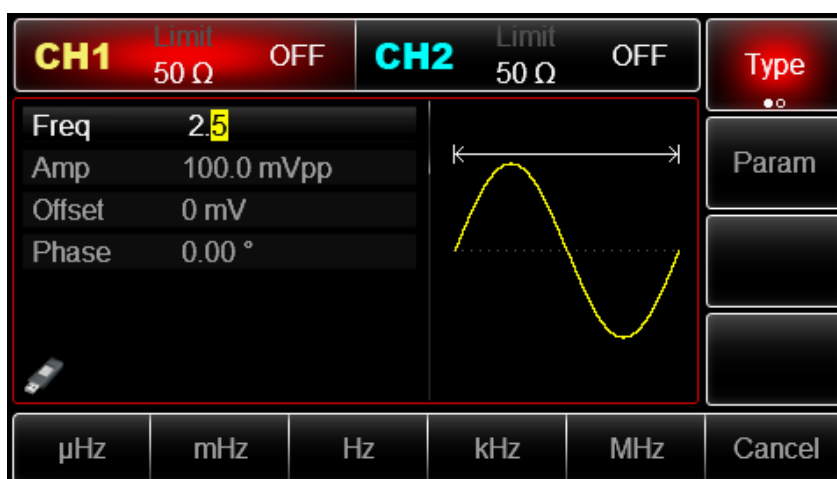 CH1 Limit 50 Ω OFF
CH2 Limit 50 Ω OFF
Type
Freq 2.5
Amp 100.0 mVpp
Offset 0 mV
Phase 0.00 °
Param
µHz mHz Hz kHz MHz Cancel